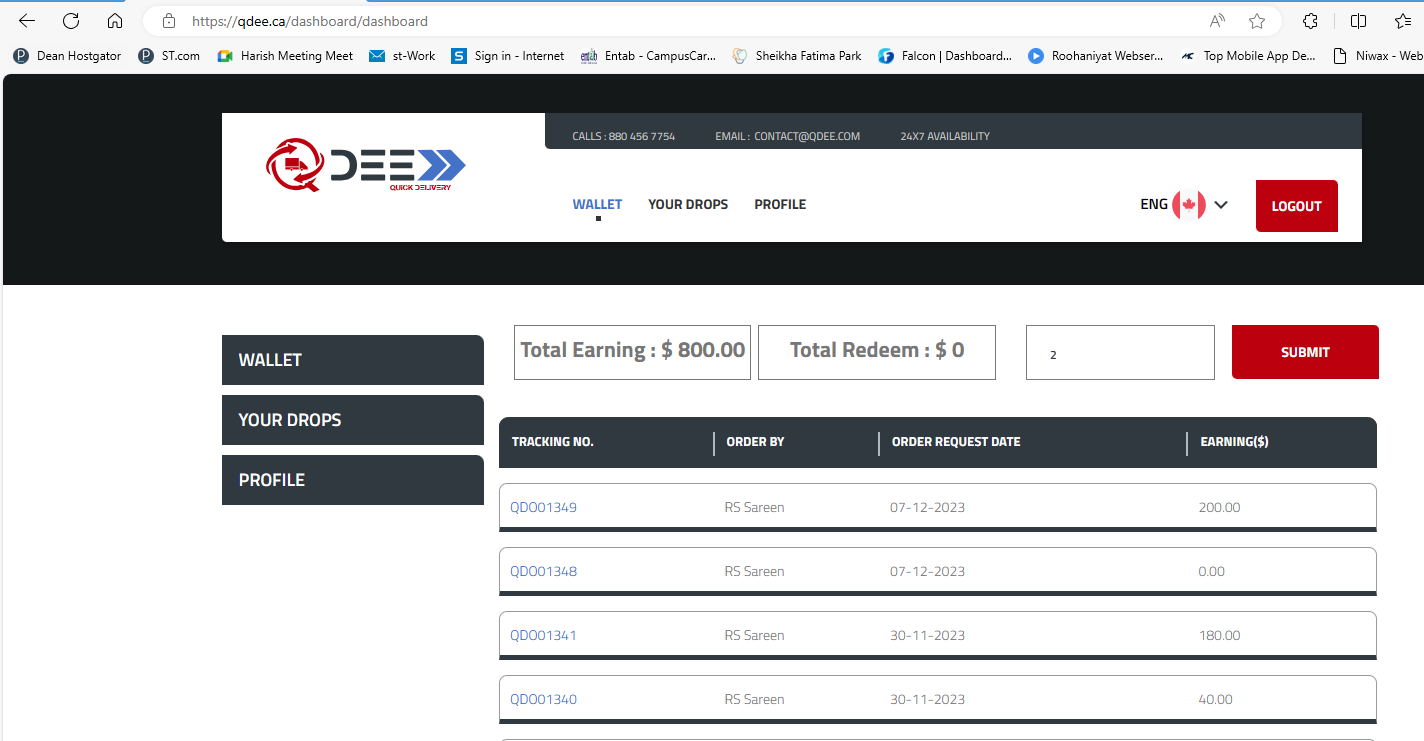 https://qdee.ca/dashboard/dashboard
Dean Hostgator ST.com Harish Meeting Meet st-Work Sign in - Internet Entab - CampusCar... Sheikha Fatima Park Falcon | Dashboard... Roohaniyat Webser... Top Mobile App De... Niwax - Web
CALLS : 880 456 7754 EMAIL : CONTACT@QDEE.COM 24X7 AVAILABILITY
QDEE
QUICK DELIVERY
WALLET YOUR DROPS PROFILE ENG LOGOUT
WALLET
YOUR DROPS
PROFILE
Total Earning : $ 800.00 Total Redeem : $ 0 2 SUBMIT
TRACKING NO. ORDER BY ORDER REQUEST DATE EARNING($)
QDO01349 RS Sareen 07-12-2023 200.00
QDO01348 RS Sareen 07-12-2023 0.00
QDO01341 RS Sareen 30-11-2023 180.00
QDO01340 RS Sareen 30-11-2023 40.00